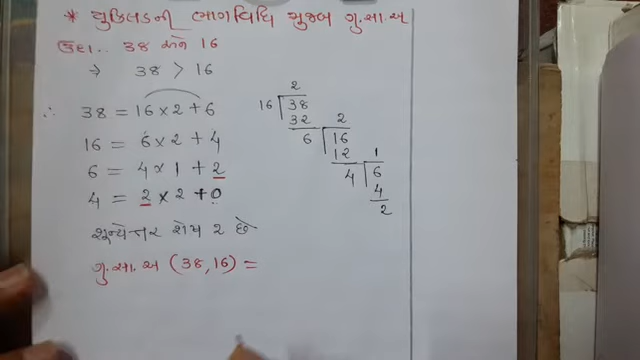 * યુક્લિડની ભાગવિધિ મુજબ ગુ.સા.અ
ઉદા.. 38 અને 16
→ 38 > 16
∴ 38 = 16 x 2 + 6
16 = 6 x 2 + 4
6 = 4 x 1 + 2
4 = 2 x 2 + 0
શૂન્યેત્તર શેષ 2 છે
ગુ.સા.અ (38, 16) =
2
16 38
32 2
6 16
12 1
4 6
4
2